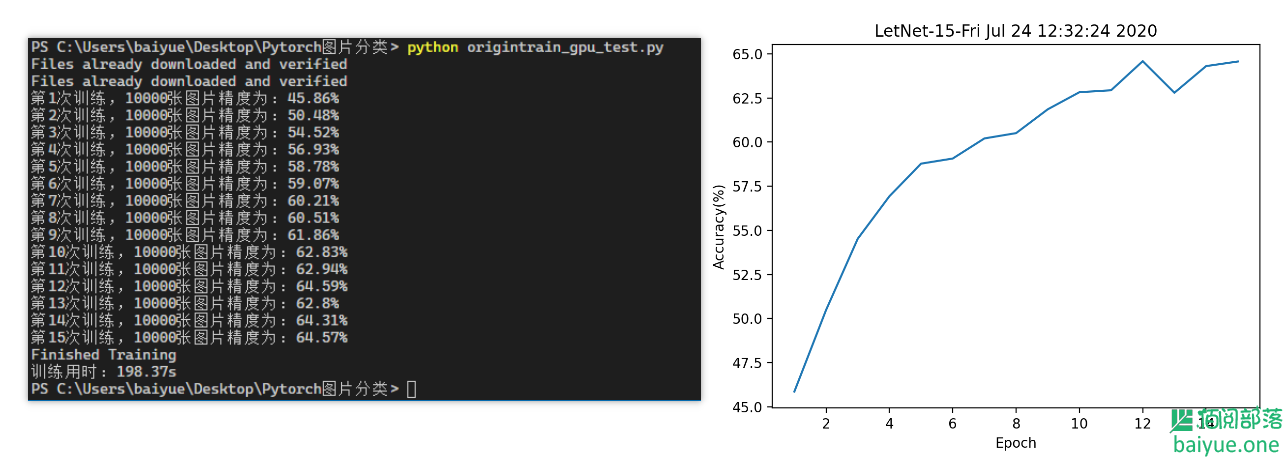 PS C:\Users\baiyue\Desktop\Pytorch图片分类> python origintrain_gpu_test.py
Files already downloaded and verified
Files already downloaded and verified
第1次训练，10000张图片精度为：45.86%
第2次训练，10000张图片精度为：50.48%
第3次训练，10000张图片精度为：54.52%
第4次训练，10000张图片精度为：56.93%
第5次训练，10000张图片精度为：58.78%
第6次训练，10000张图片精度为：59.07%
第7次训练，10000张图片精度为：60.21%
第8次训练，10000张图片精度为：60.51%
第9次训练，10000张图片精度为：61.86%
第10次训练，10000张图片精度为：62.83%
第11次训练，10000张图片精度为：62.94%
第12次训练，10000张图片精度为：64.59%
第13次训练，10000张图片精度为：62.8%
第14次训练，10000张图片精度为：64.31%
第15次训练，10000张图片精度为：64.57%
Finished Training
训练用时：198.37s
PS C:\Users\baiyue\Desktop\Pytorch图片分类>
LetNet-15-Fri Jul 24 12:32:24 2020
Accuracy(%)
65.0
62.5
60.0
57.5
55.0
52.5
50.0
47.5
45.0
2 4 6 8 10 12 14
Epoch
部落
baiyue.one